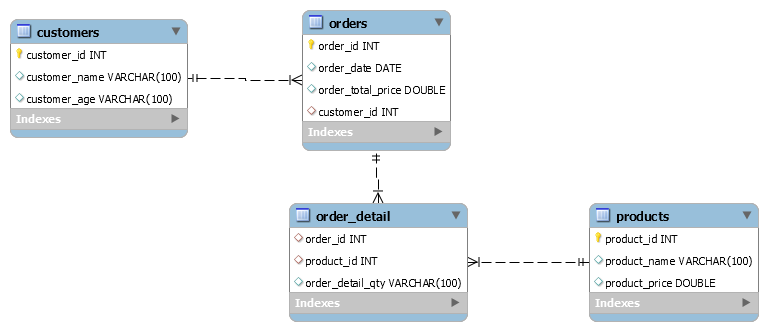 customers
customer_id INT
customer_name VARCHAR(100)
customer_age VARCHAR(100)
Indexes
orders
order_id INT
order_date DATE
order_total_price DOUBLE
customer_id INT
Indexes
order_detail
order_id INT
product_id INT
order_detail_qty VARCHAR(100)
Indexes
products
product_id INT
product_name VARCHAR(100)
product_price DOUBLE
Indexes